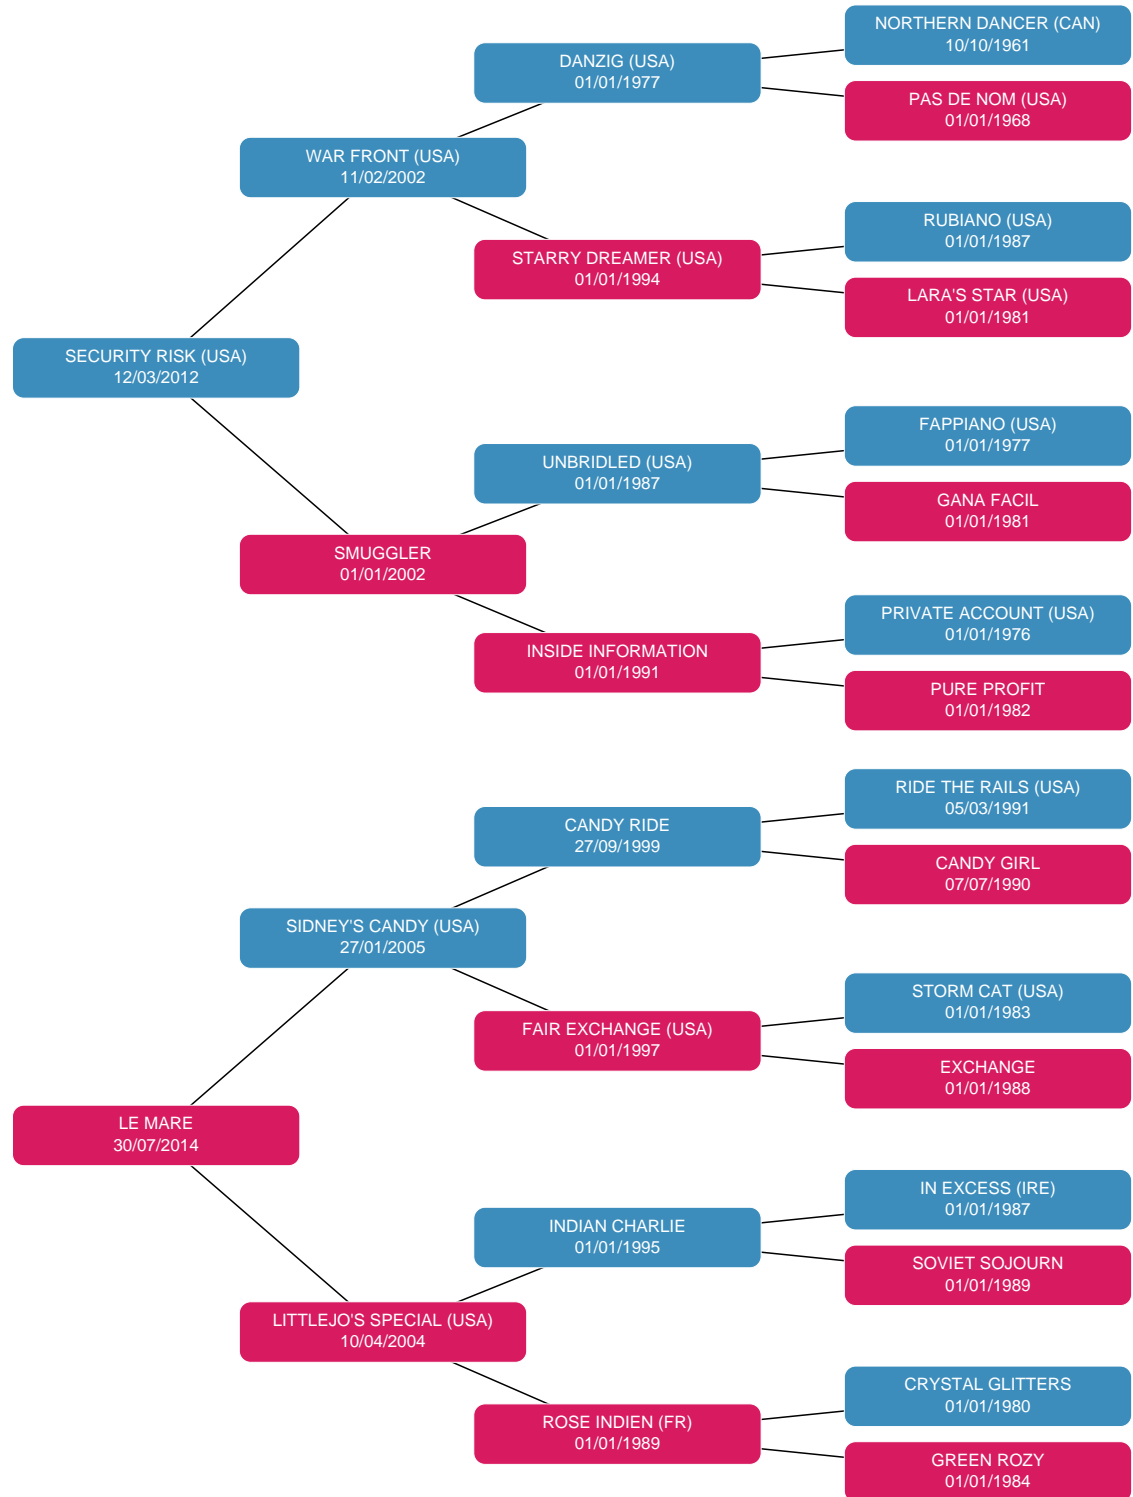 NORTHERN DANCER (CAN)
10/10/1961
DANZIG (USA)
01/01/1977
PAS DE NOM (USA)
01/01/1968
WAR FRONT (USA)
11/02/2002
RUBIANO (USA)
01/01/1987
STARRY DREAMER (USA)
01/01/1994
LARA'S STAR (USA)
01/01/1981
SECURITY RISK (USA)
12/03/2012
FAPPIANO (USA)
01/01/1977
UNBRIDLED (USA)
01/01/1987
GANA FACIL
01/01/1981
SMUGGLER
01/01/2002
PRIVATE ACCOUNT (USA)
01/01/1976
INSIDE INFORMATION
01/01/1991
PURE PROFIT
01/01/1982
RIDE THE RAILS (USA)
05/03/1991
CANDY RIDE
27/09/1999
CANDY GIRL
07/07/1990
SIDNEY'S CANDY (USA)
27/01/2005
STORM CAT (USA)
01/01/1983
FAIR EXCHANGE (USA)
01/01/1997
EXCHANGE
01/01/1988
LE MARE
30/07/2014
IN EXCESS (IRE)
01/01/1987
INDIAN CHARLIE
01/01/1995
SOVIET SOJOURN
01/01/1989
LITTLEJO'S SPECIAL (USA)
10/04/2004
CRYSTAL GLITTERS
01/01/1980
ROSE INDIEN (FR)
01/01/1989
GREEN ROZY
01/01/1984